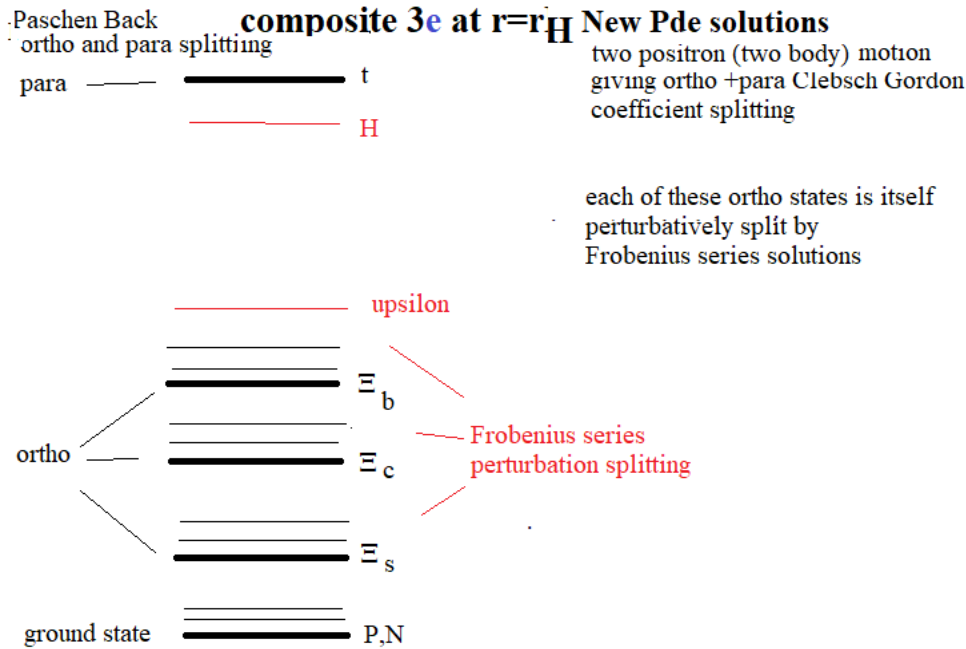 Paschen Back
ortho and para splittiing
composite 3e at r=rH New Pde solutions
two positron (two body) motion
giving ortho +para Clebsch Gordon
coefficient splitting
para
t
H
each of these ortho states is itself
perturbatively split by
Frobenius series solutions
upsilon
Ξb
ortho
Ξc
Frobenius series
perturbation splitting
Ξs
ground state
P,N